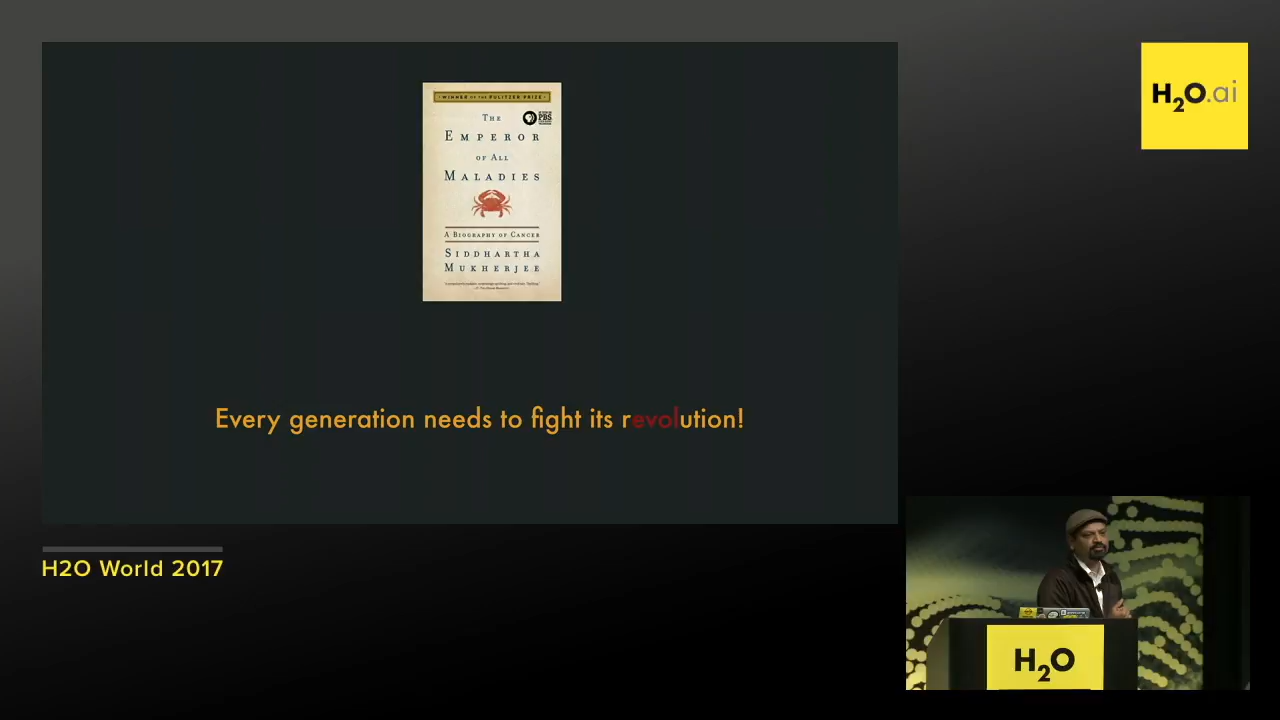 WINNER OF THE PULITZER PRIZE
PBS
THE
EMPEROR
OF ALL
MALADIES
A BIOGRAPHY OF CANCER
SIDDHARTHA
MUKHERJEE
Every generation needs to fight its revolution!
H2O.ai
H2O World 2017
H2O